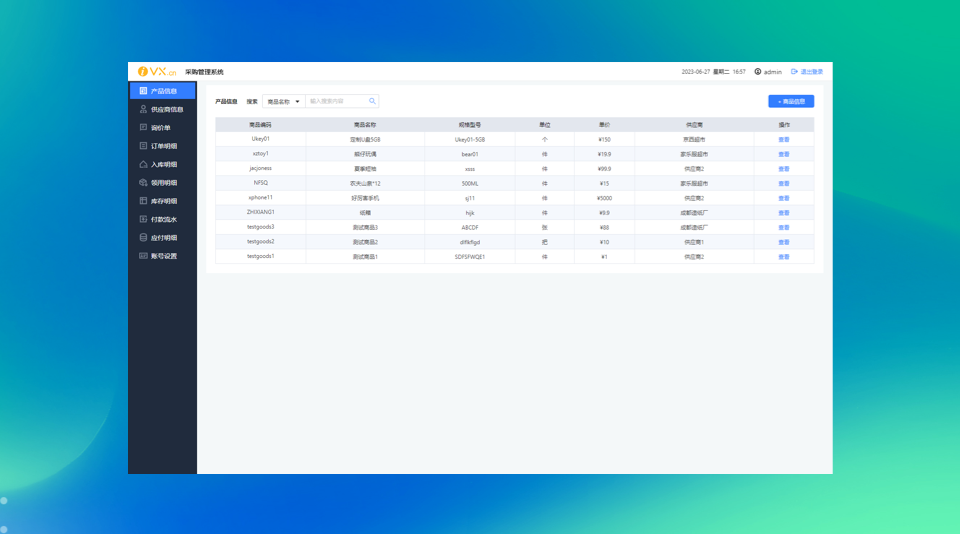 iVX.cn 采购管理系统 2023-06-27 星期二 16:57 admin 退出登录
产品信息
供应商信息
询价单
订单明细
入库明细
领用明细
库存明细
付款流水
应付明细
账号设置
产品信息 搜索 商品名称 输入搜索内容 + 商品信息
商品编码 商品名称 规格型号 单位 单价 供应商 操作
Ukey01 定制U盘5GB Ukey01-5GB 个 ¥150 京西超市 查看
xstoy1 熊仔玩偶 bear01 件 ¥19.9 家乐服超市 查看
jacjoness 夏季短袖 xsss 件 ¥99.9 供应商2 查看
NFSQ 农夫山泉*12 500ML 件 ¥15 家乐服超市 查看
xphone11 好厉害手机 sj11 件 ¥5000 供应商2 查看
ZHIXIANG1 纸箱 hijk 件 ¥9.9 成都造纸厂 查看
testgoods3 测试商品3 ABCDF 张 ¥88 成都造纸厂 查看
testgoods2 测试商品2 dlflkflgd 把 ¥10 供应商1 查看
testgoods1 测试商品1 SDFSFWQE1 件 ¥1 供应商2 查看